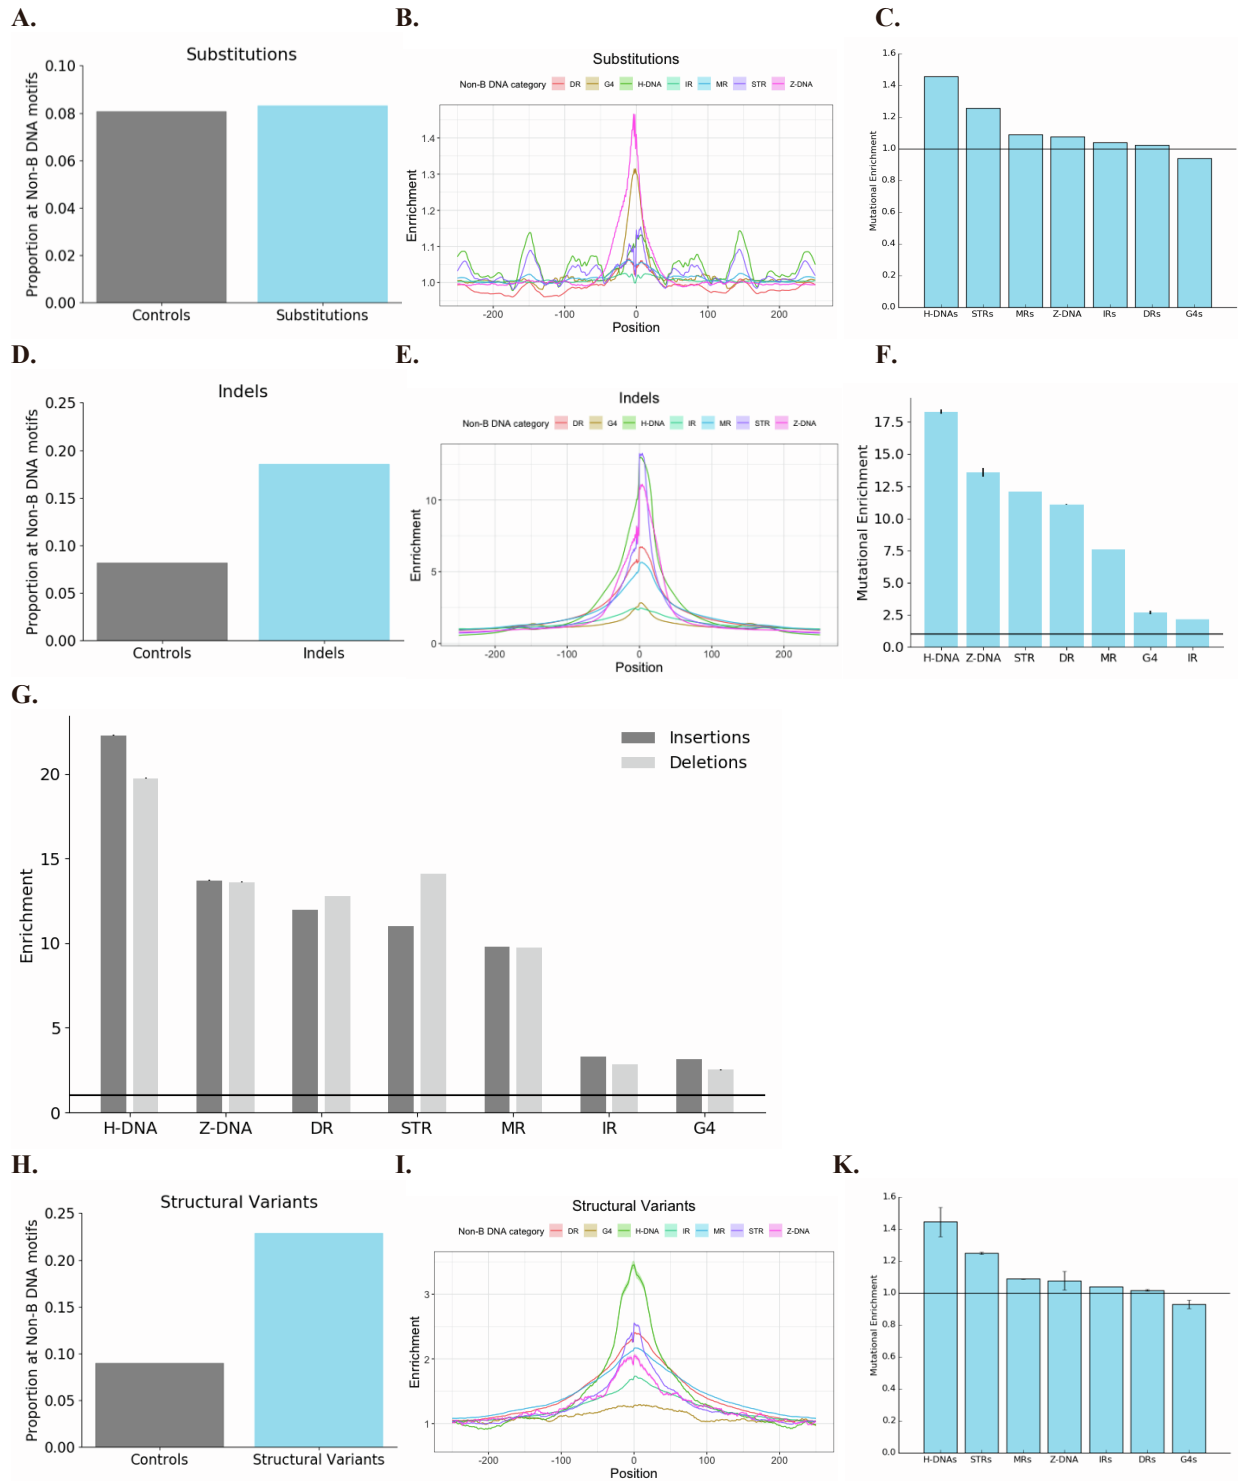 A.
Substitutions
Proportion at Non-B DNA motifs
0.10
0.08
0.06
0.04
0.02
0.00
Controls Substitutions
B.
Substitutions
Non-B DNA category DR G4 H-DNA IR MR STR Z-DNA
Enrrichment
1.4
1.3
1.2
1.1
1.0
-200 -100 0 100 200
Position
C.
Mutational Enrichment
1.6
1.4
1.2
1.0
0.8
0.6
0.4
0.2
0.0
H-DNAs STRs MRs Z-DNA IRs DRs G4s
D.
Indels
Proportion at Non-B DNA motifs
0.25
0.20
0.15
0.10
0.05
0.00
Controls Indels
E.
Indels
Non-B DNA category DR G4 H-DNA IR MR STR Z-DNA
Enrrichment
10
5
0
-200 -100 0 100 200
Position
F.
Mutational Enrichment
17.5
15.0
12.5
10.0
7.5
5.0
2.5
0.0
H-DNA Z-DNA STR DR MR G4 IR
G.
Enrichment
20
15
10
5
0
Insertions
Deletions
H-DNA Z-DNA DR STR MR IR G4
H.
Structural Variants
Proportion at Non-B DNA motifs
0.25
0.20
0.15
0.10
0.05
0.00
Controls Structural Variants
I.
Structural Variants
Non-B DNA category DR G4 H-DNA IR MR STR Z-DNA
Enrrichment
3
2
1
-200 -100 0 100 200
Position
K.
Mutational Enrichment
1.6
1.4
1.2
1.0
0.8
0.6
0.4
0.2
0.0
H-DNAs STRs MRs Z-DNA IRs DRs G4s